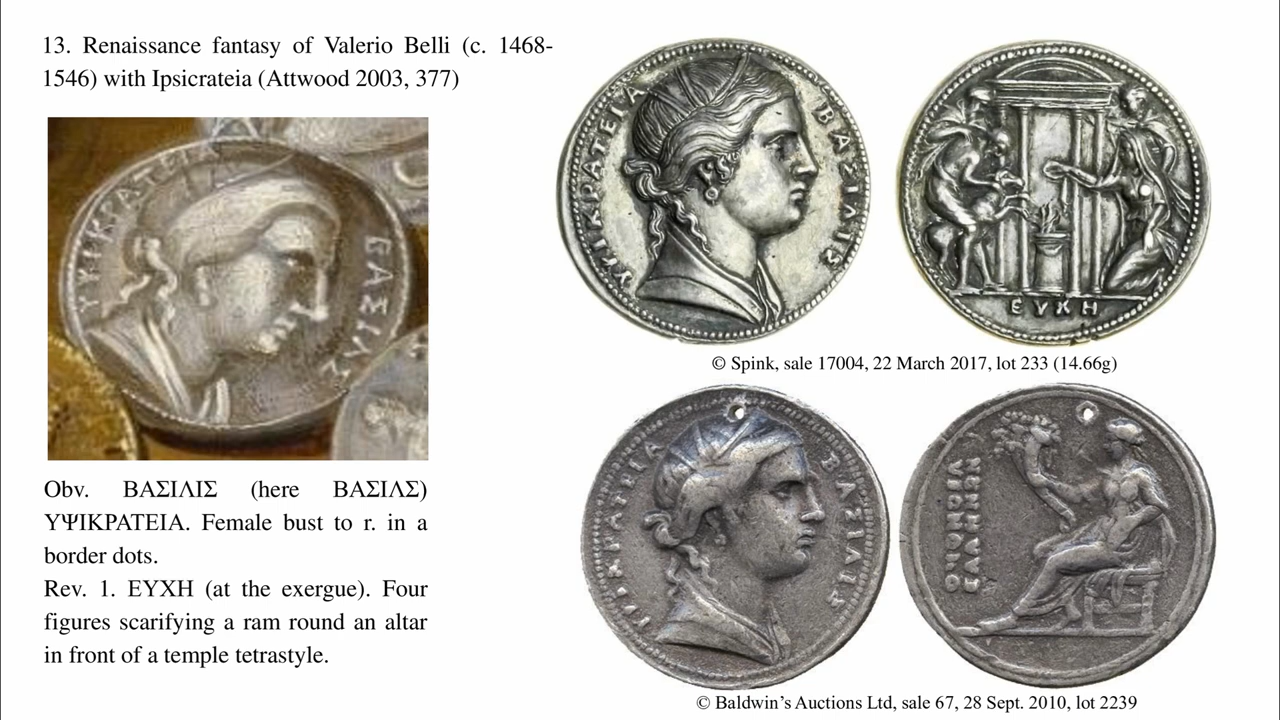 13. Renaissance fantasy of Valerio Belli (c. 1468-
1546) with Ipsicrateia (Attwood 2003, 377)
ΥΨΙΚΡΑΤΕΙΑ ΒΑΣΙΛΣ
Obv. ΒΑΣΙΛΙΣ (here ΒΑΣΙΛΣ)
ΥΨΙΚΡΑΤΕΙΑ. Female bust to r. in a
border dots.
Rev. 1. ΕΥΧΗ (at the exergue). Four
figures scarifying a ram round an altar
in front of a temple tetrastyle.
ΥΨΙΚΡΑΤΕΙΑ ΒΑΣΙΛΙΣ
ΕΥΧΗ
© Spink, sale 17004, 22 March 2017, lot 233 (14.66g)
ΥΨΙΚΡΑΤΕΙΑ ΒΑΣΙΛΙΣ
© Baldwin’s Auctions Ltd, sale 67, 28 Sept. 2010, lot 2239